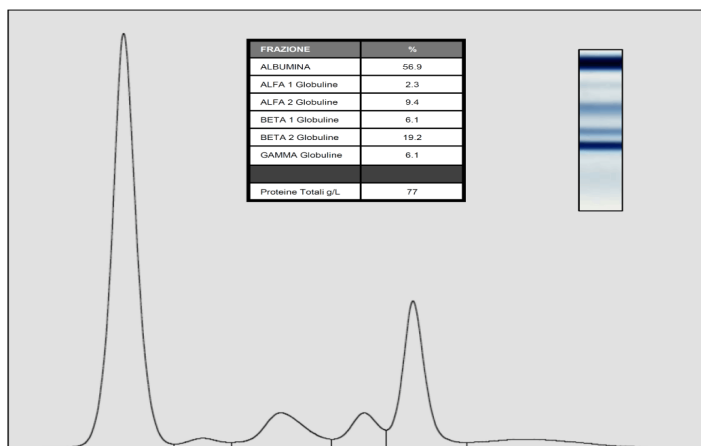 FRAZIONE %
ALBUMINA 56.9
ALFA 1 Globuline 2.3
ALFA 2 Globuline 9.4
BETA 1 Globuline 6.1
BETA 2 Globuline 19.2
GAMMA Globuline 6.1
Proteine Totali g/L 77